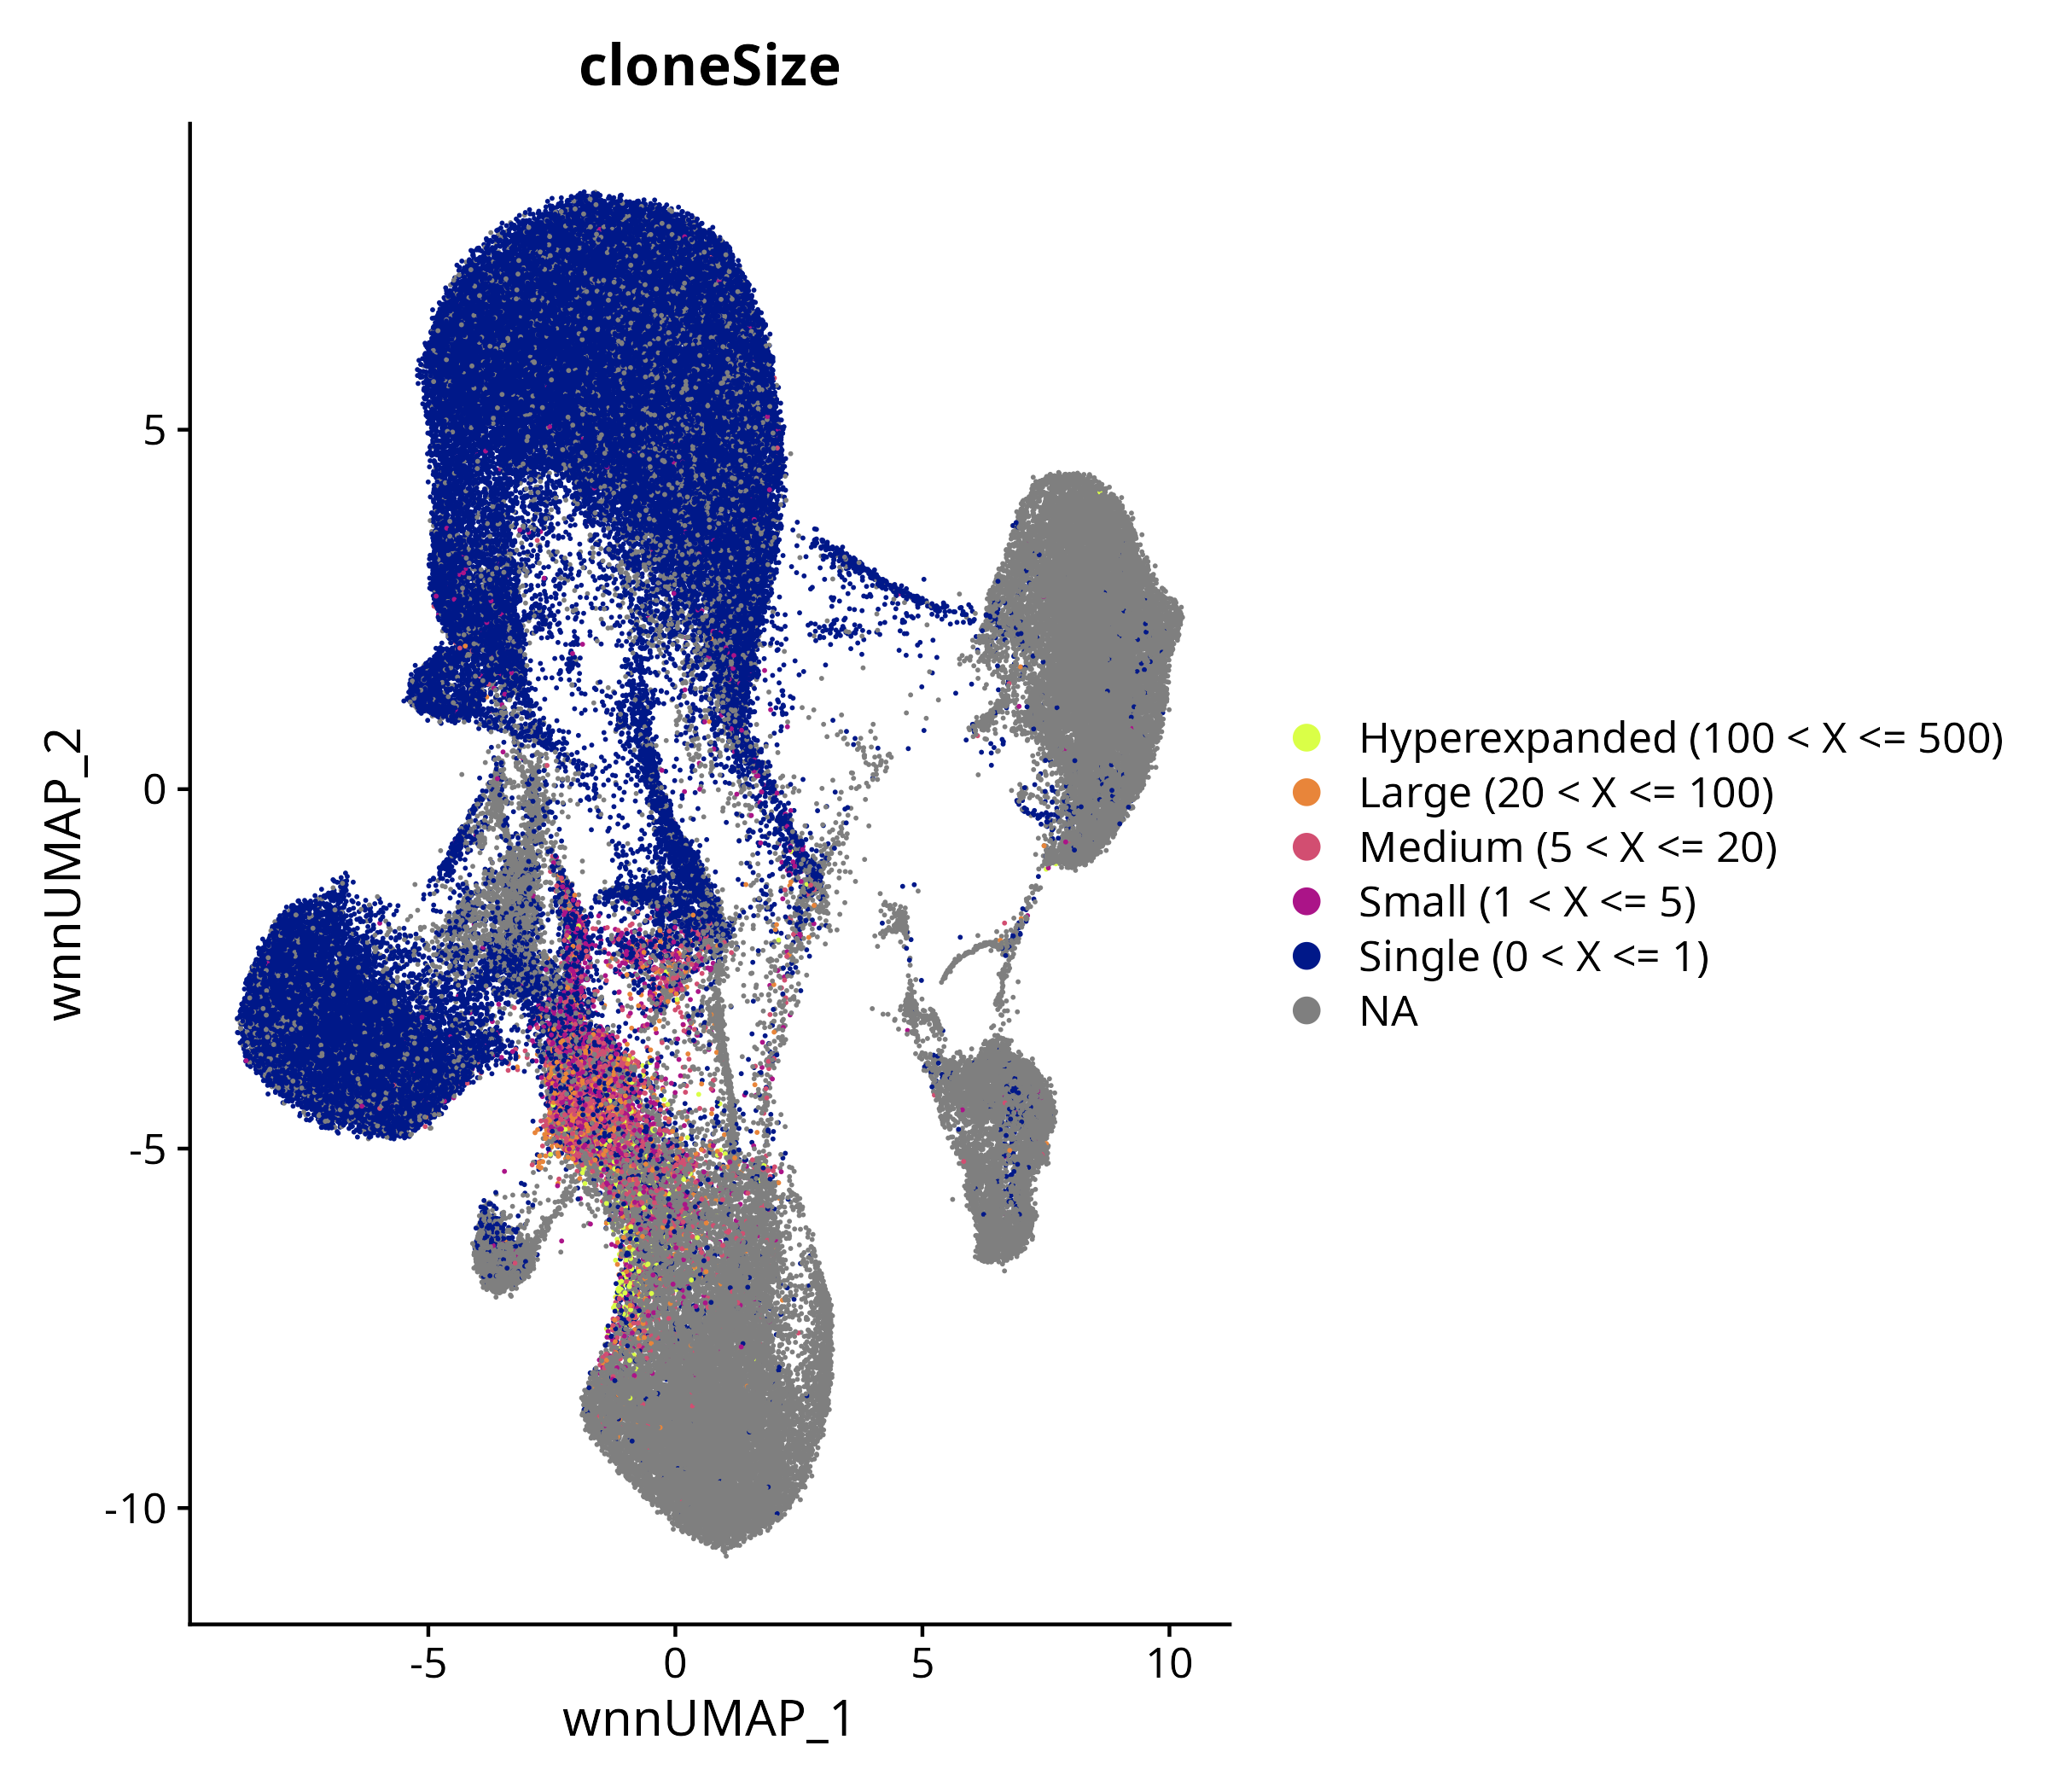 cloneSize
wnnUMAP_2
5
0
-5
-10
-5 0 5 10
wnnUMAP_1
Hyperexpanded (100 < X <= 500)
Large (20 < X <= 100)
Medium (5 < X <= 20)
Small (1 < X <= 5)
Single (0 < X <= 1)
NA